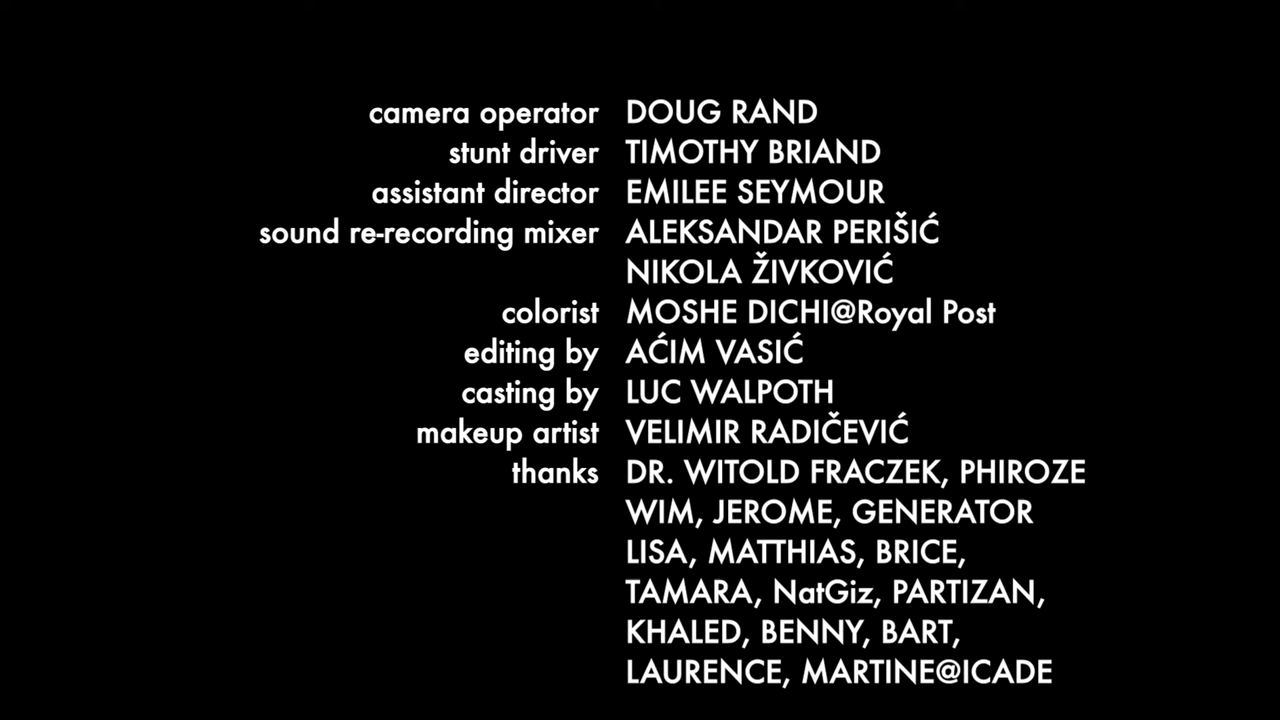 camera operator DOUG RAND
stunt driver TIMOTHY BRIAND
assistant director EMILEE SEYMOUR
sound re-recording mixer ALEKSANDAR PERIŠIĆ
NIKOLA ŽIVKOVIĆ
colorist MOSHE DICHI@Royal Post
editing by AĆIM VASIĆ
casting by LUC WALPOTH
makeup artist VELIMIR RADIČEVIĆ
thanks DR. WITOLD FRACZEK, PHIROZE
WIM, JEROME, GENERATOR
LISA, MATTHIAS, BRICE,
TAMARA, NatGiz, PARTIZAN,
KHALED, BENNY, BART,
LAURENCE, MARTINE@ICADE